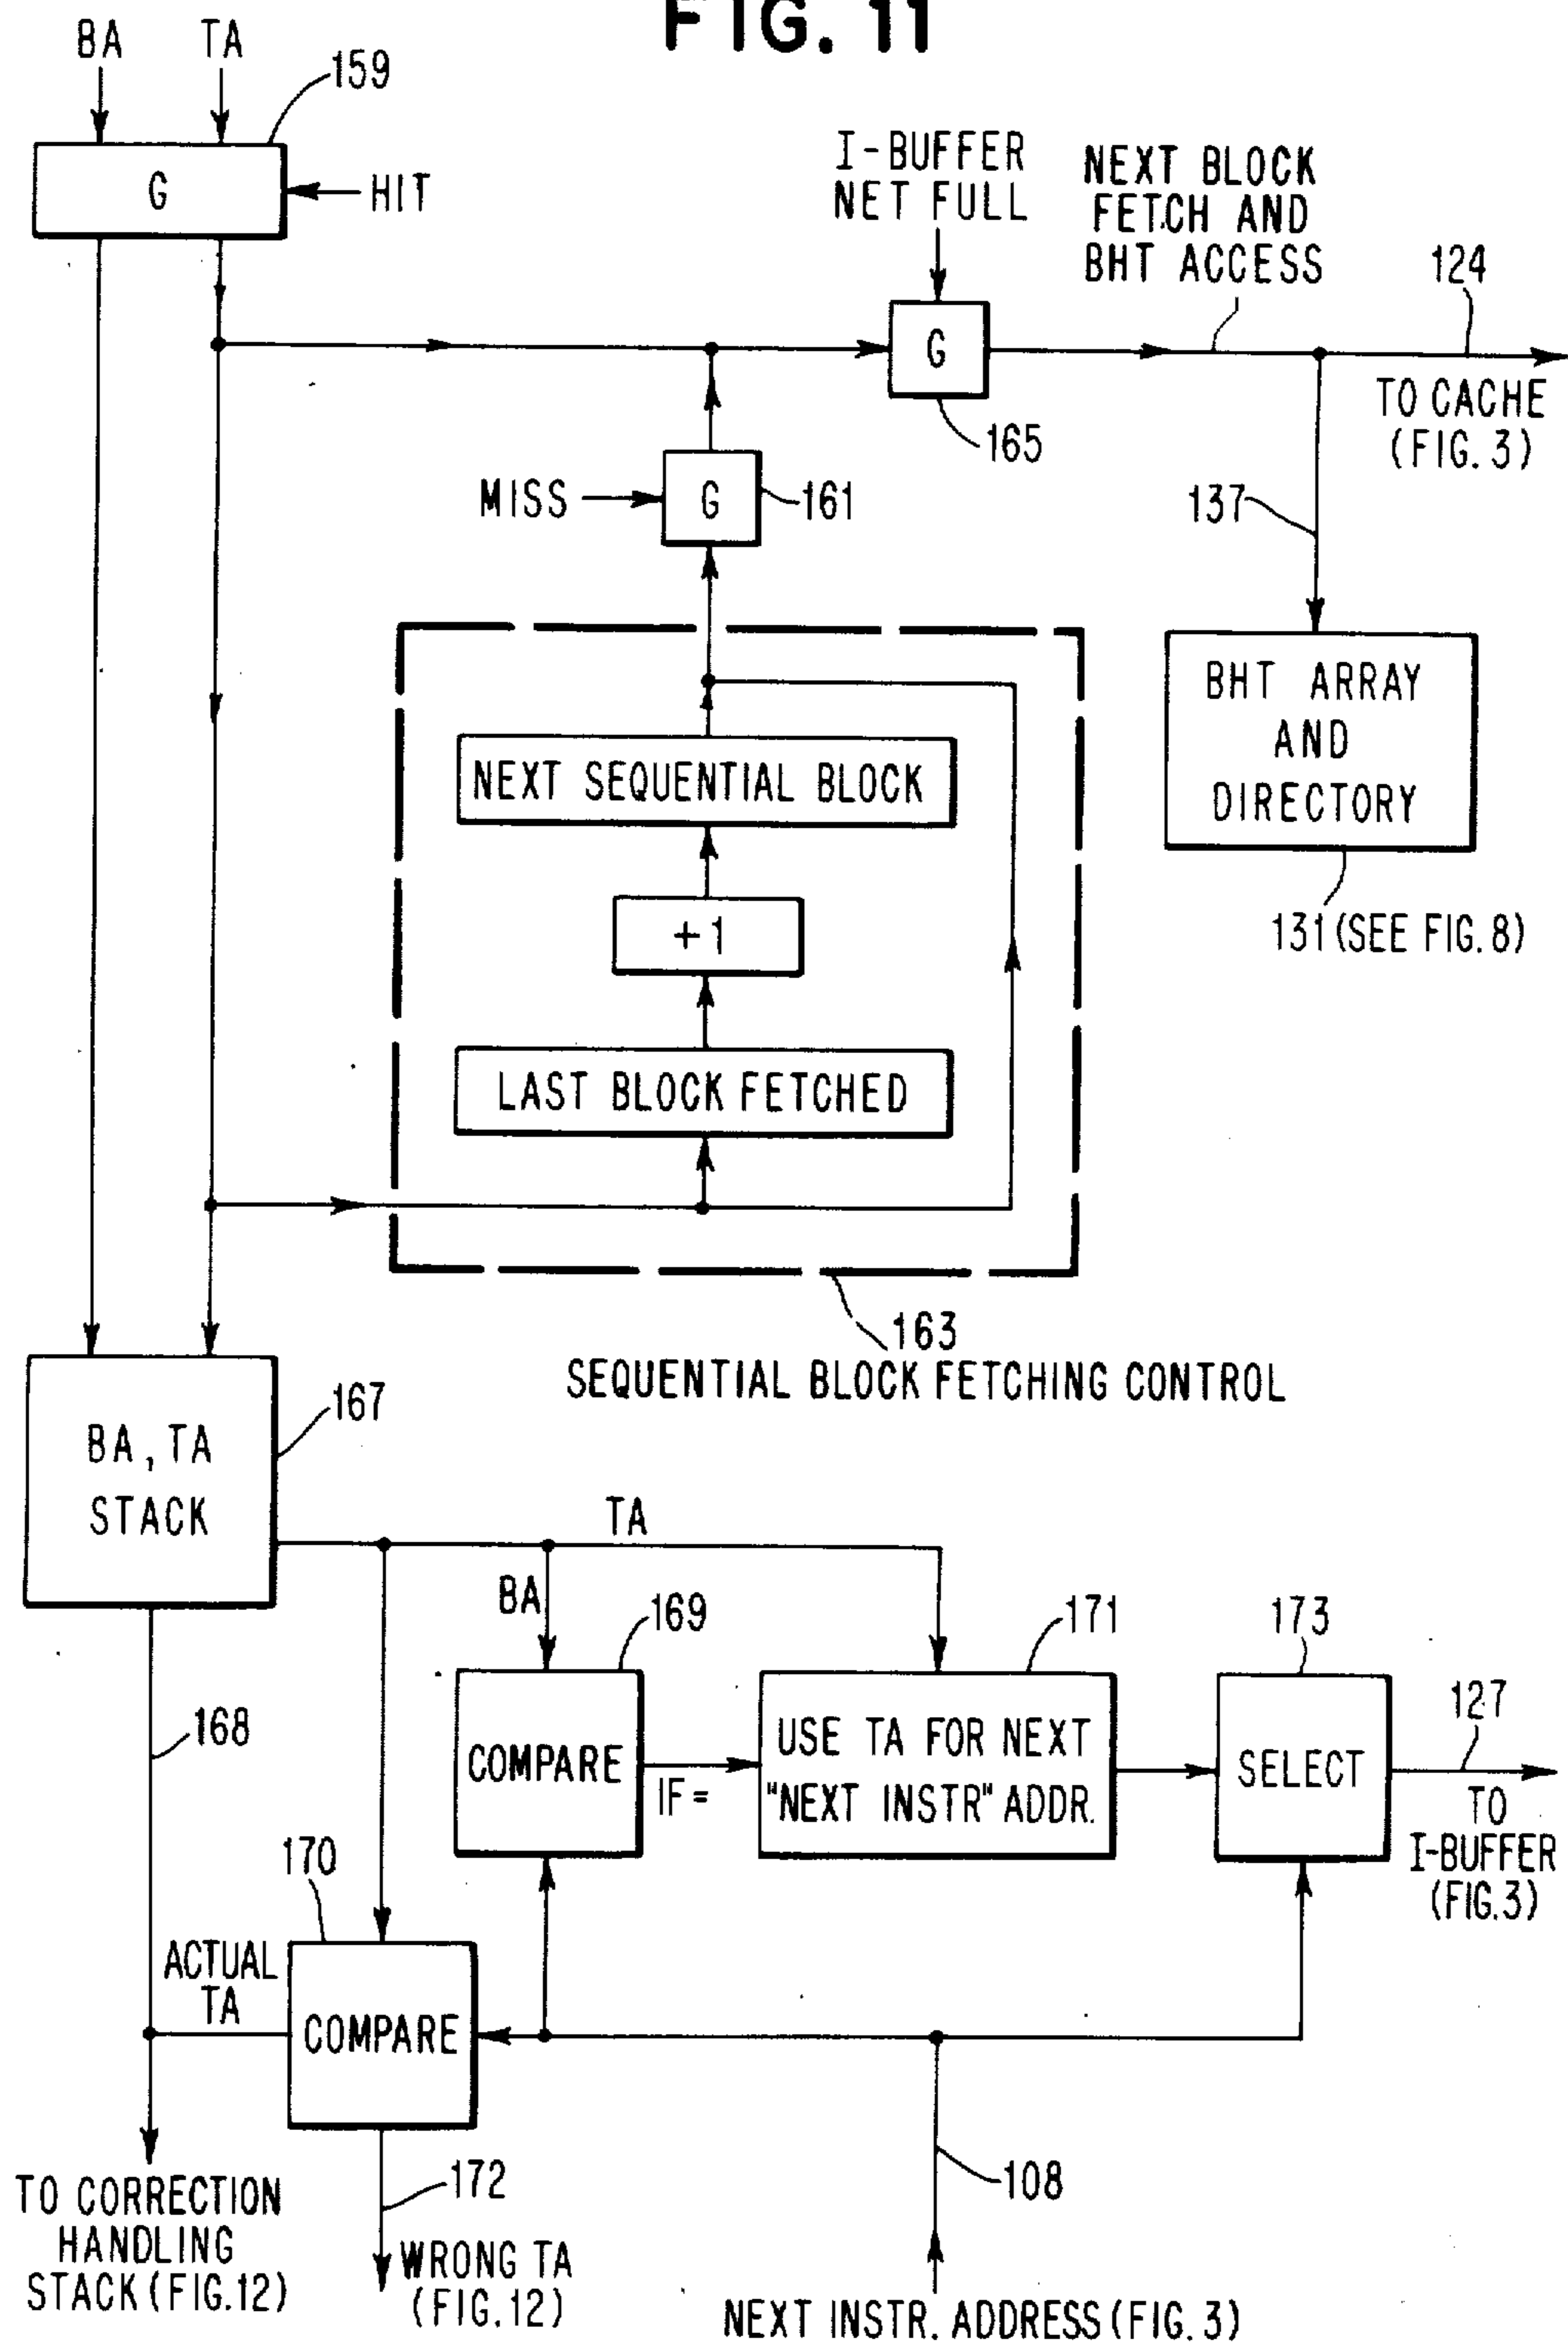 FIG. 11
BA
TA
159
G
HIT
I-BUFFER
NET FULL
NEXT BLOCK
FETCH AND
BHT ACCESS
124
G
165
TO CACHE
(FIG. 3)
MISS
G
161
137
BHT ARRAY
AND
DIRECTORY
NEXT SEQUENTIAL BLOCK
+1
131 (SEE FIG. 8)
LAST BLOCK FETCHED
163
SEQUENTIAL BLOCK FETCHING CONTROL
BA, TA
STACK
167
TA
BA
169
171
173
168
COMPARE
IF =
USE TA FOR NEXT
"NEXT INSTR" ADDR.
SELECT
127
TO
I-BUFFER
(FIG.3)
170
ACTUAL
TA
COMPARE
108
172
TO CORRECTION
HANDLING
STACK (FIG.12)
WRONG TA
(FIG.12)
NEXT INSTR. ADDRESS (FIG. 3)